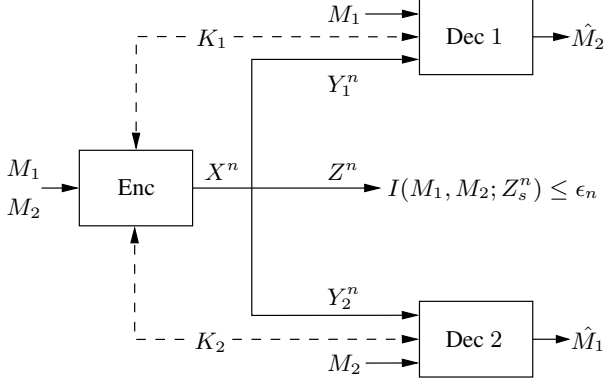 M₁
Dec 1
M̂₂
K₁
Y₁ⁿ
M₁
M₂
Enc
Xⁿ
Zⁿ
I(M₁, M₂; Zₛⁿ) ≤ ϵₙ
Y₂ⁿ
K₂
Dec 2
M̂₁
M₂